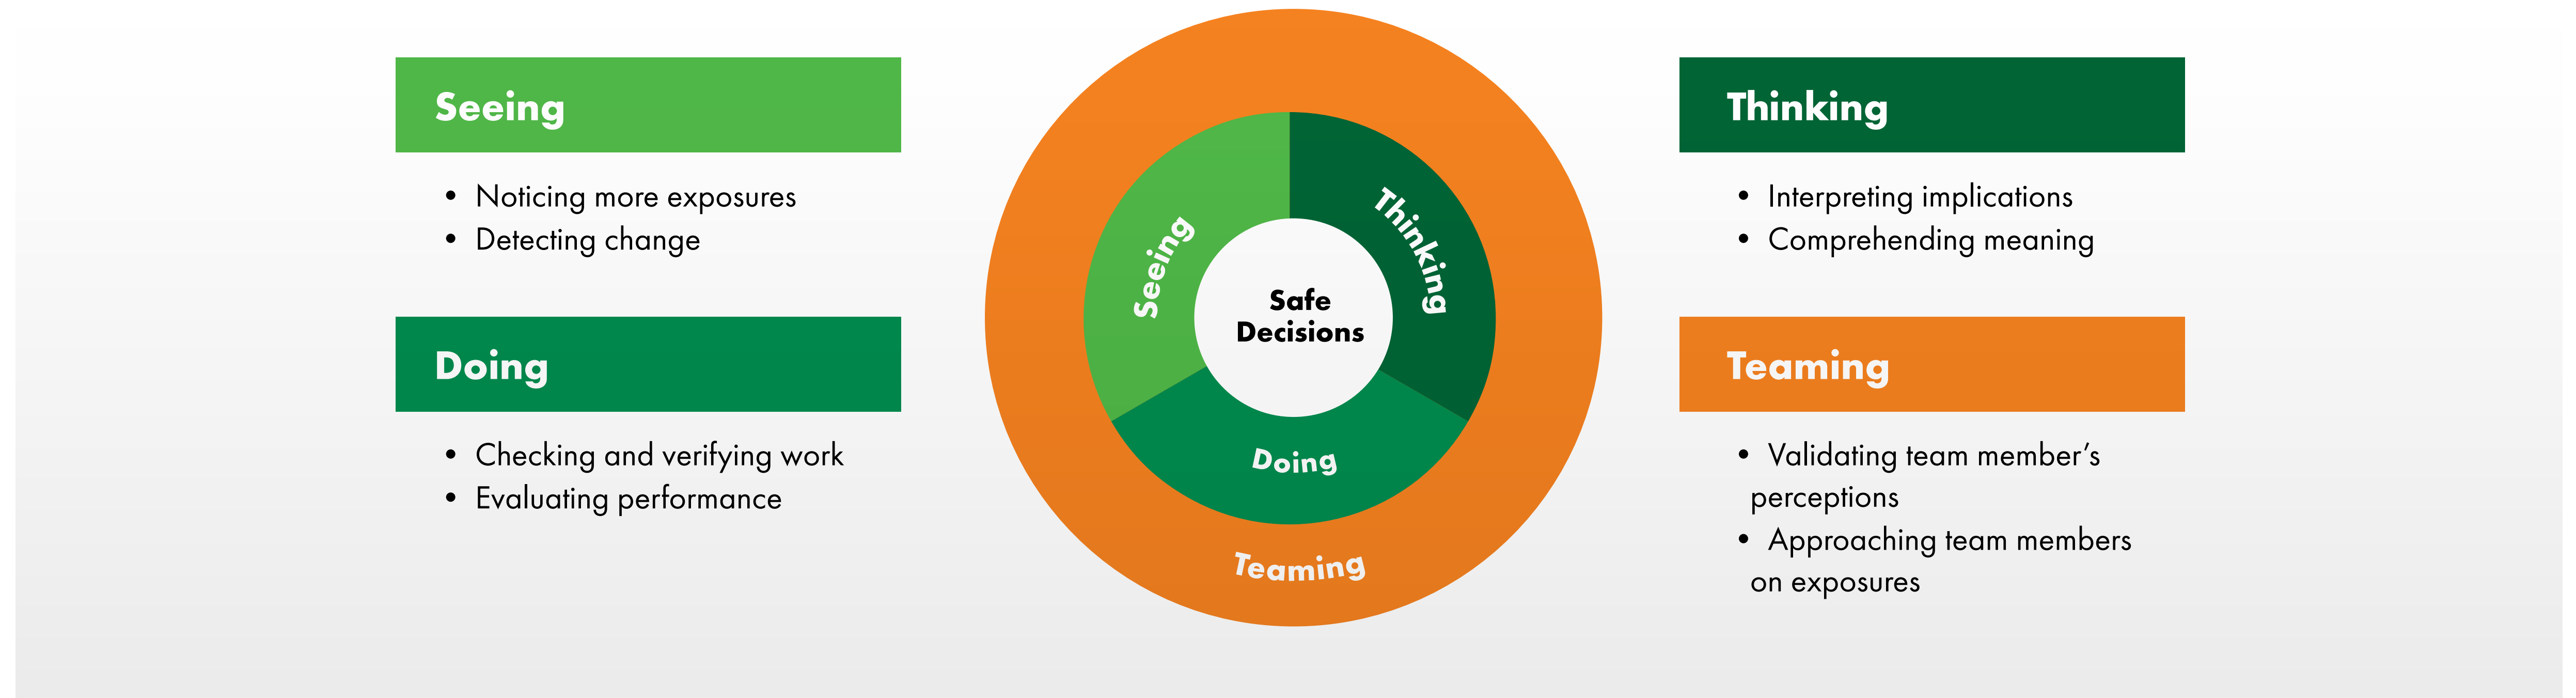 Seeing
• Noticing more exposures
• Detecting change
Doing
• Checking and verifying work
• Evaluating performance
Seeing
Thinking
Safe
Decisions
Doing
Teaming
Thinking
• Interpreting implications
• Comprehending meaning
Teaming
• Validating team member’s
perceptions
• Approaching team members
on exposures